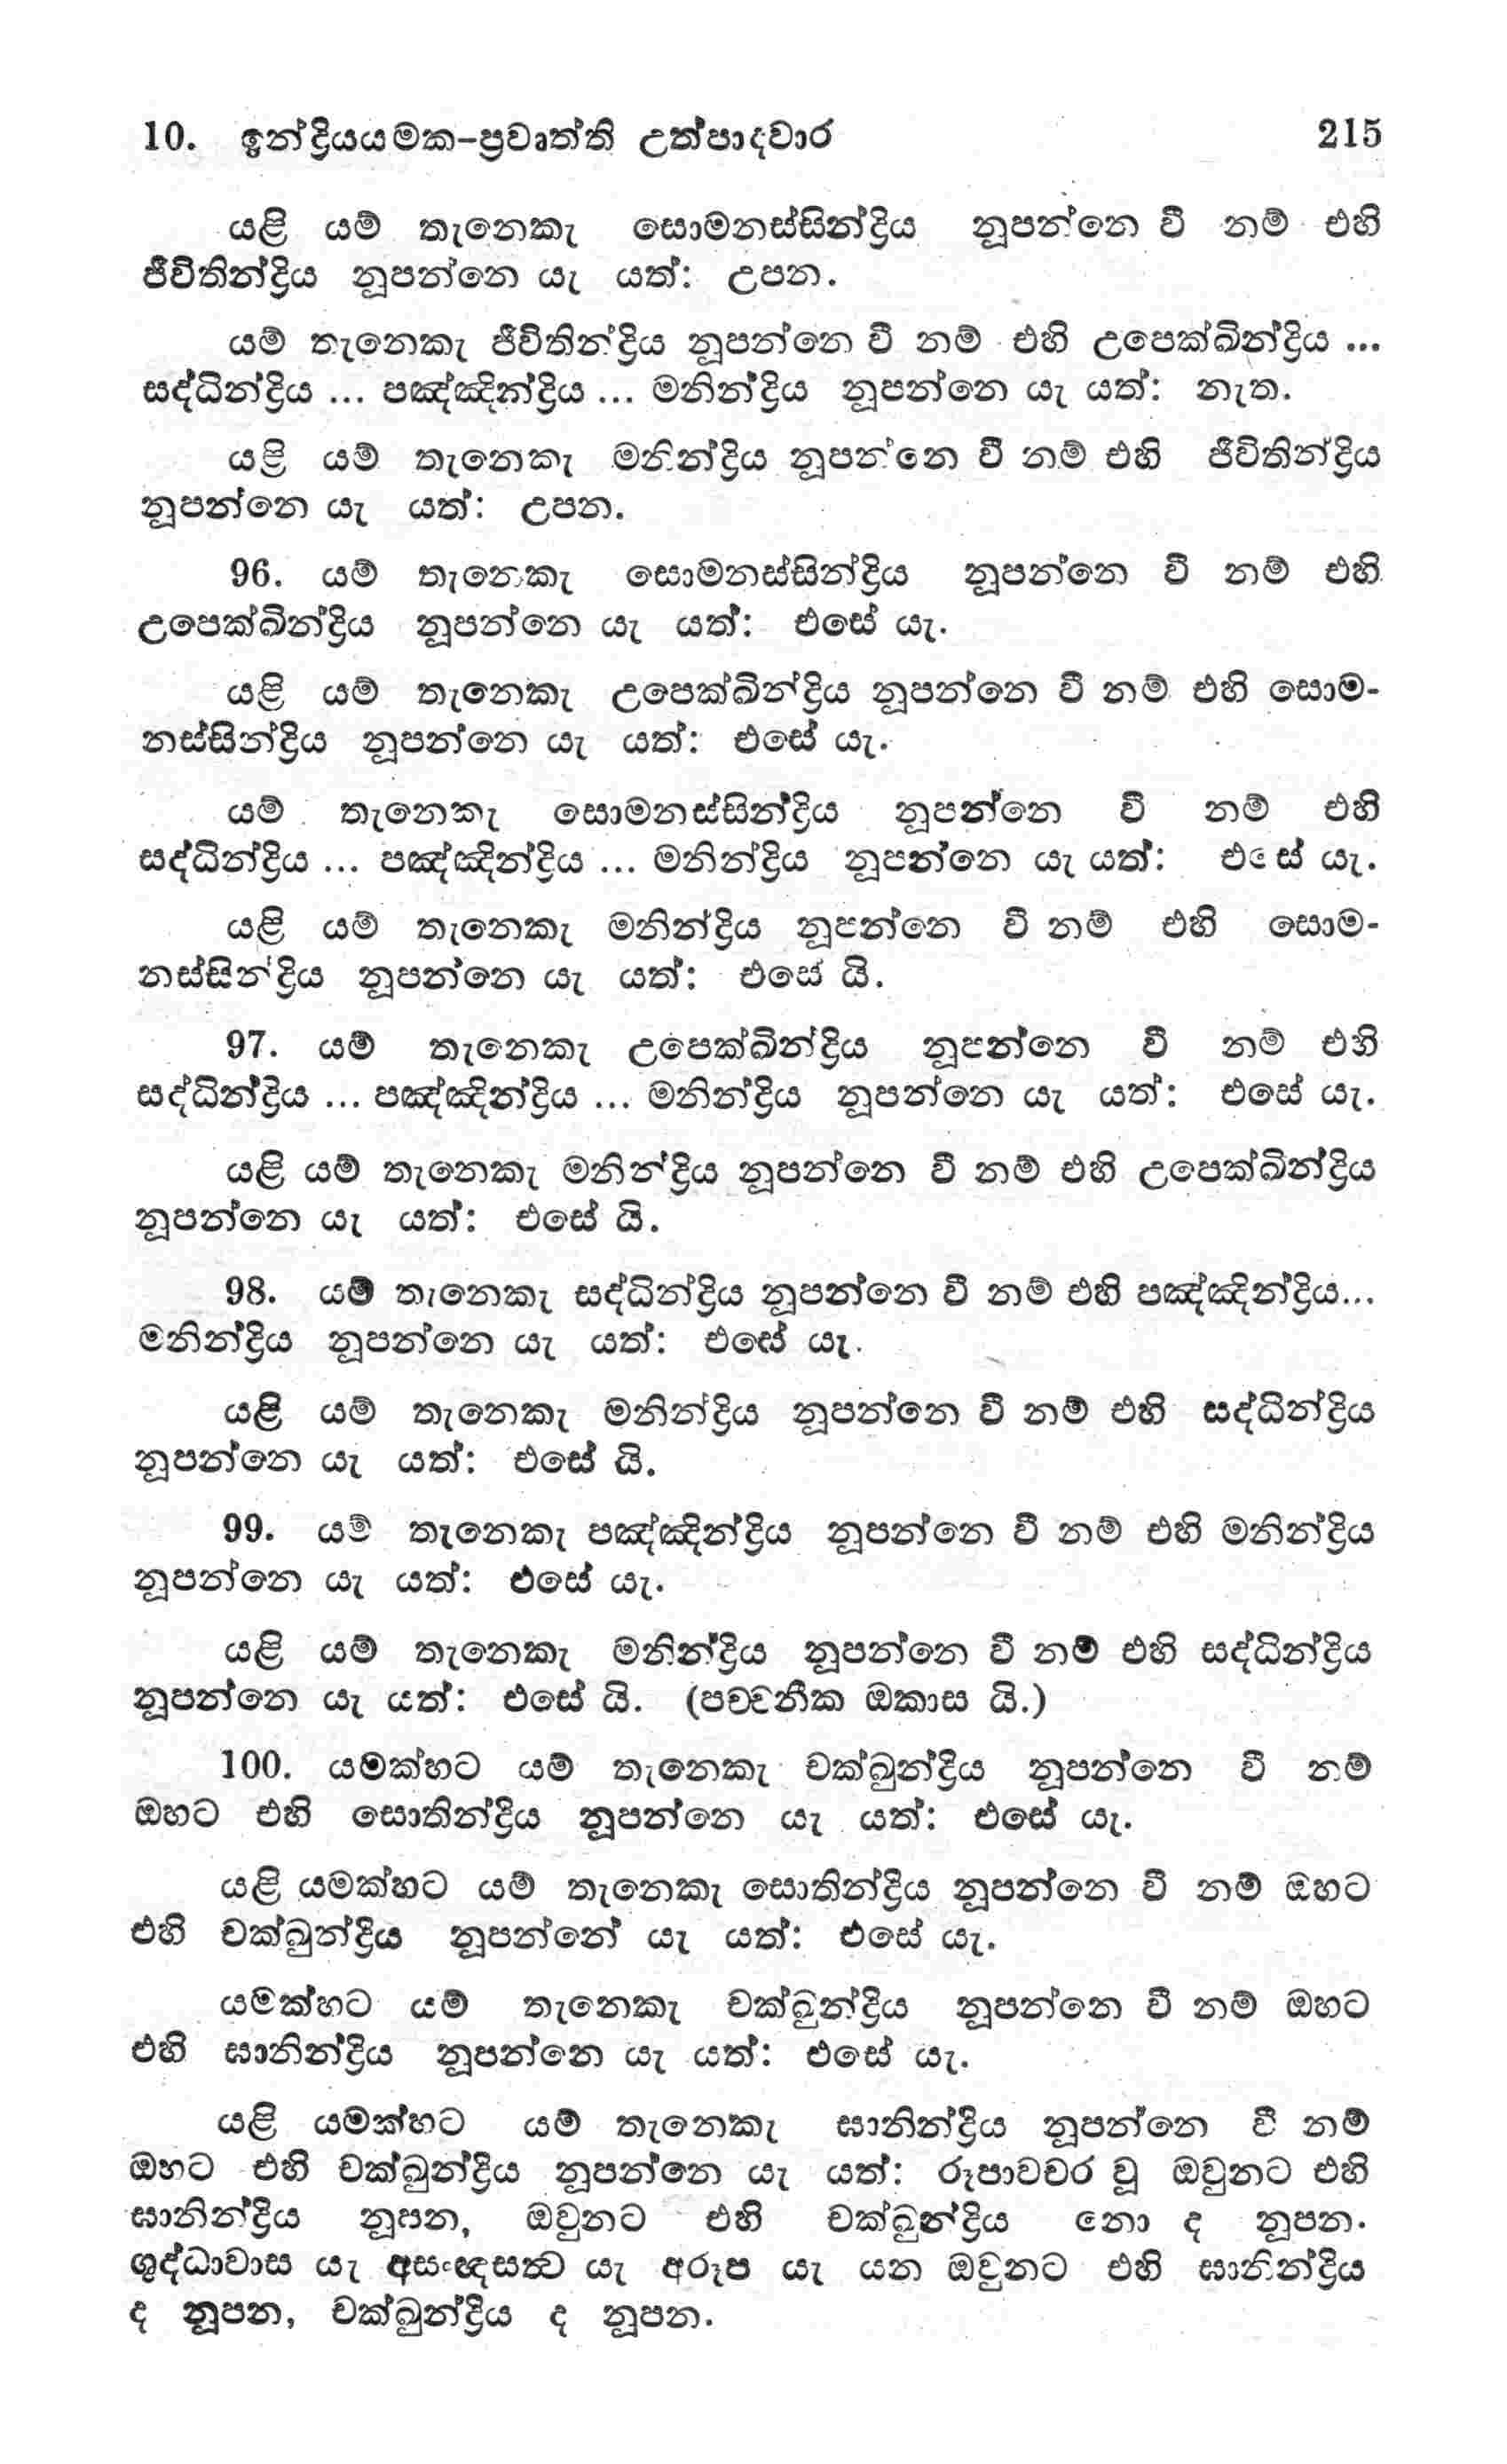 10. ඉන්ද්‍රියයමක-ප්‍රවෘත්ති උත්පාදවාර 215
යළි යම් තැනෙකැ සොමනස්සින්ද්‍රිය නූපන්නෙ වී නම් එහි
ජීවිතින්ද්‍රිය නූපන්නෙ යැ යත්: උපන.
යම් තැනෙකැ ජීවිතින්ද්‍රිය නූපන්නෙ වී නම් එහි උපෙක්ඛින්ද්‍රිය ...
සද්ධින්ද්‍රිය ... පඤ්ඤින්ද්‍රිය ... මනින්ද්‍රිය නූපන්නෙ යැ යත්: නැත.
යළි යම් තැනෙකැ මනින්ද්‍රිය නූපන්නෙ වී නම් එහි ජීවිතින්ද්‍රිය
නූපන්නෙ යැ යත්: උපන.
96. යම් තැනෙකැ සොමනස්සින්ද්‍රිය නූපන්නෙ වී නම් එහි
උපෙක්ඛින්ද්‍රිය නූපන්නෙ යැ යත්: එසේ යැ.
යළි යම් තැනෙකැ උපෙක්ඛින්ද්‍රිය නූපන්නෙ වී නම් එහි සොම-
නස්සින්ද්‍රිය නූපන්නෙ යැ යත්: එසේ යැ.
යම් තැනෙකැ සොමනස්සින්ද්‍රිය නූපන්නෙ වී නම් එහි
සද්ධින්ද්‍රිය ... පඤ්ඤින්ද්‍රිය ... මනින්ද්‍රිය නූපන්නෙ යැ යත්: එසේ යැ.
යළි යම් තැනෙකැ මනින්ද්‍රිය නූපන්නෙ වී නම් එහි සොම-
නස්සින්ද්‍රිය නූපන්නෙ යැ යත්: එසේ යි.
97. යම් තැනෙකැ උපෙක්ඛින්ද්‍රිය නූපන්නෙ වී නම් එහි
සද්ධින්ද්‍රිය ... පඤ්ඤින්ද්‍රිය ... මනින්ද්‍රිය නූපන්නෙ යැ යත්: එසේ යැ.
යළි යම් තැනෙකැ මනින්ද්‍රිය නූපන්නෙ වී නම් එහි උපෙක්ඛින්ද්‍රිය
නූපන්නෙ යැ යත්: එසේ යි.
98. යම් තැනෙකැ සද්ධින්ද්‍රිය නූපන්නෙ වී නම් එහි පඤ්ඤින්ද්‍රිය...
මනින්ද්‍රිය නූපන්නෙ යැ යත්: එසේ යැ.
යළි යම් තැනෙකැ මනින්ද්‍රිය නූපන්නෙ වී නම් එහි සද්ධින්ද්‍රිය
නූපන්නෙ යැ යත්: එසේ යි.
99. යම් තැනෙකැ පඤ්ඤින්ද්‍රිය නූපන්නෙ වී නම් එහි මනින්ද්‍රිය
නූපන්නෙ යැ යත්: එසේ යැ.
යළි යම් තැනෙකැ මනින්ද්‍රිය නූපන්නෙ වී නම් එහි සද්ධින්ද්‍රිය
නූපන්නෙ යැ යත්: එසේ යි. (පච්චනීක ඔකාස යි.)
100. යමක්හට යම් තැනෙකැ චක්ඛුන්ද්‍රිය නූපන්නෙ වී නම්
ඔහට එහි සොතින්ද්‍රිය නූපන්නෙ යැ යත්: එසේ යැ.
යළි යමක්හට යම් තැනෙකැ සොතින්ද්‍රිය නූපන්නෙ වී නම් ඔහට
එහි චක්ඛුන්ද්‍රිය නූපන්නේ යැ යත්: එසේ යැ.
යමක්හට යම් තැනෙකැ චක්ඛුන්ද්‍රිය නූපන්නෙ වී නම් ඔහට
එහි ඝානින්ද්‍රිය නූපන්නෙ යැ යත්: එසේ යැ.
යළි යමක්හට යම් තැනෙකැ ඝානින්ද්‍රිය නූපන්නෙ වී නම්
ඔහට එහි චක්ඛුන්ද්‍රිය නූපන්නෙ යැ යත්: රූපාවචර වූ ඔවුනට එහි
ඝානින්ද්‍රිය නූපන, ඔවුනට එහි චක්ඛුන්ද්‍රිය නො ද නූපන.
ශුද්ධාවාස යැ අසංඥසත්‍ව යැ අරූප යැ යන ඔවුනට එහි ඝානින්ද්‍රිය
ද නූපන, චක්ඛුන්ද්‍රිය ද නූපන.